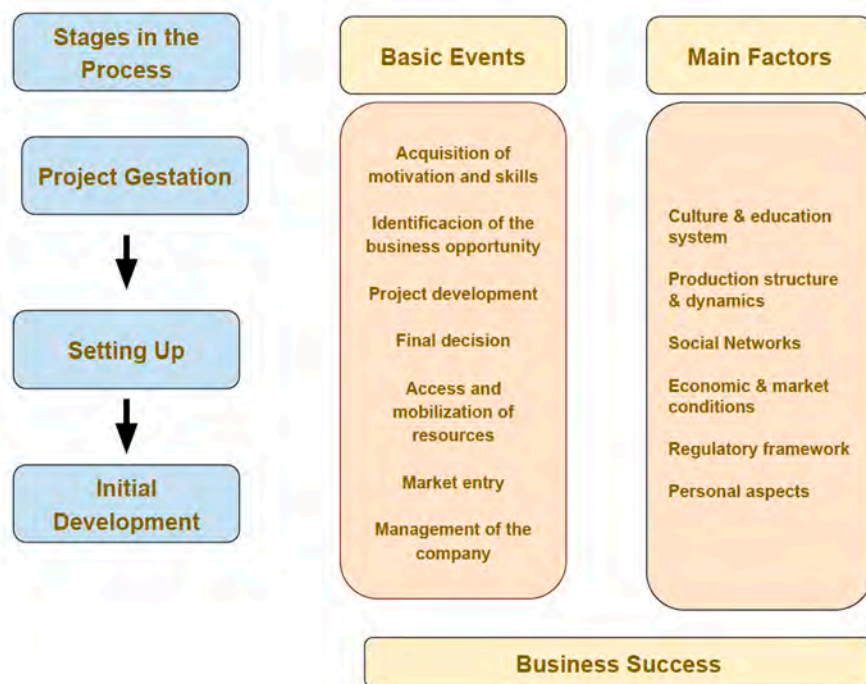 Stages in the
Process
Project Gestation
Setting Up
Initial
Development
Basic Events
Acquisition of
motivation and skills
Identificacion of the
business opportunity
Project development
Final decision
Access and
mobilization of
resources
Market entry
Management of the
company
Main Factors
Culture & education
system
Production structure
& dynamics
Social Networks
Economic & market
conditions
Regulatory framework
Personal aspects
Business Success